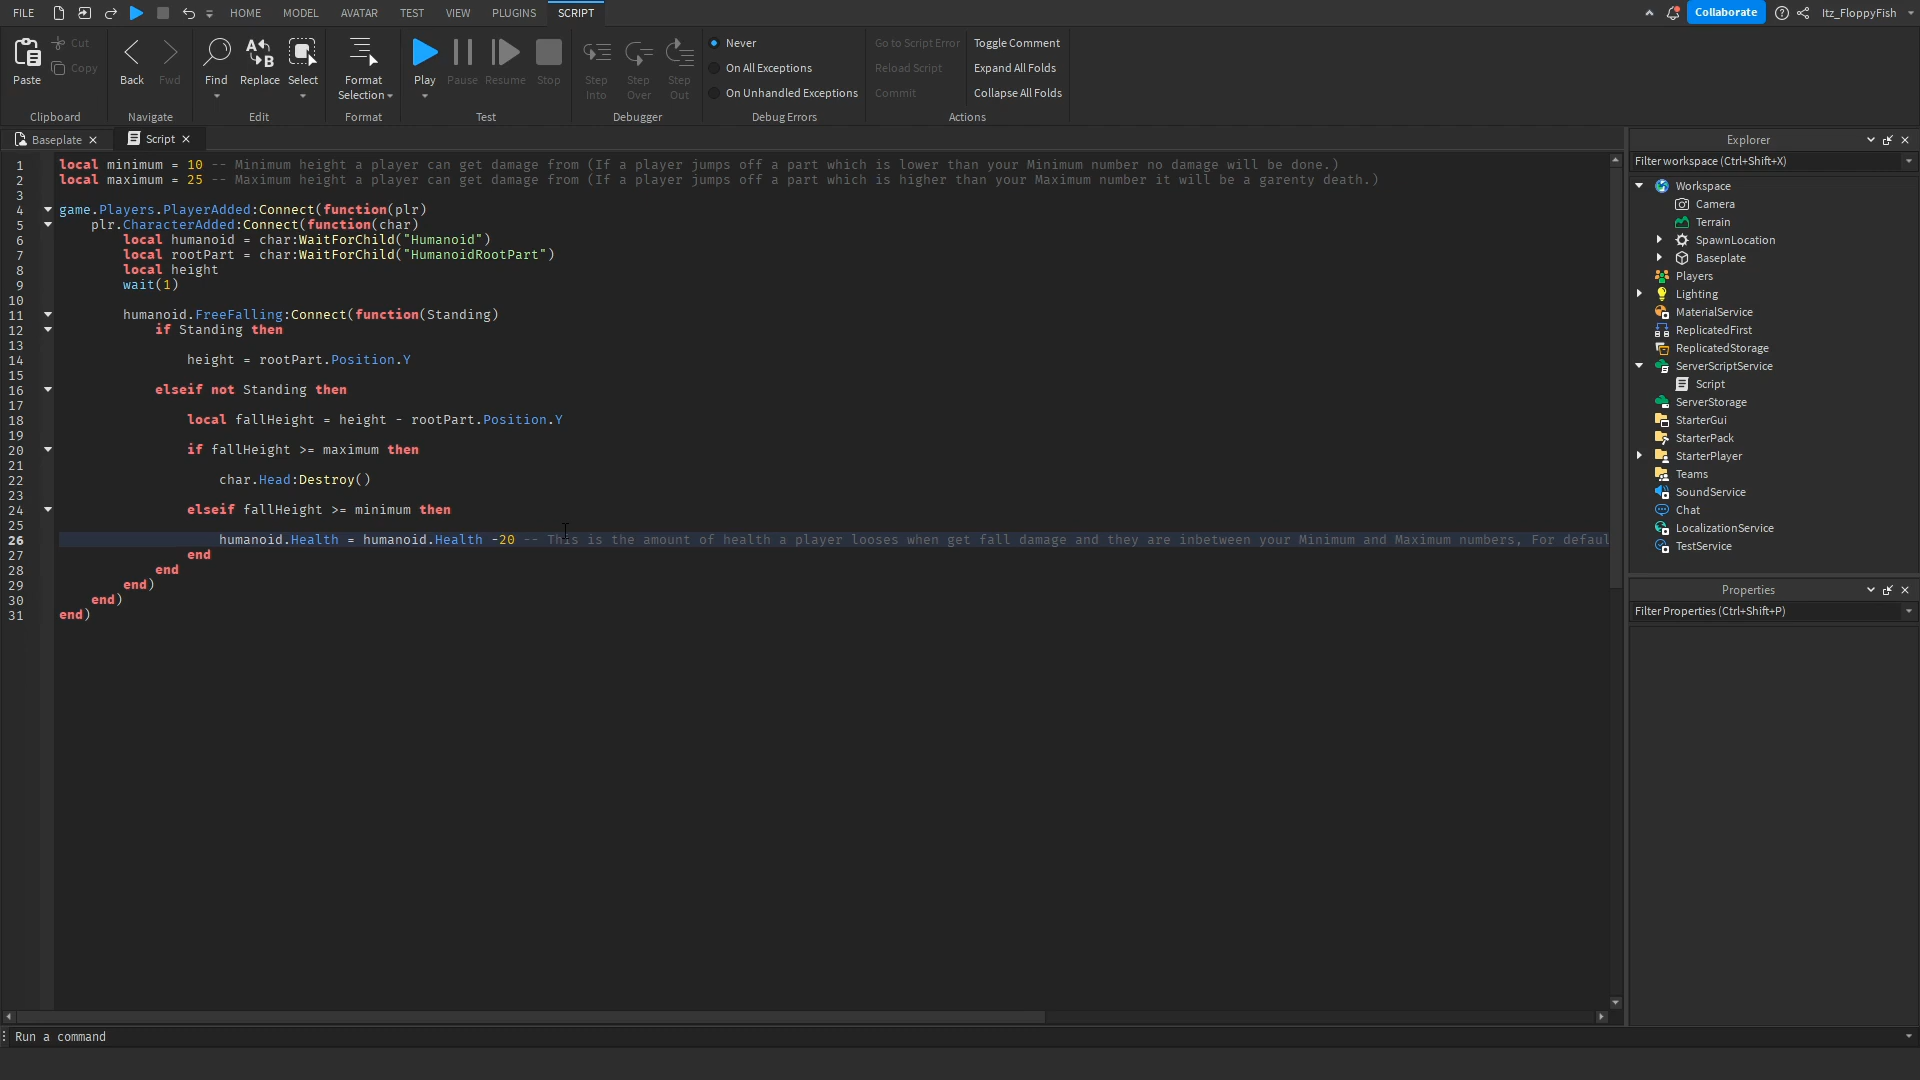 FILE HOME MODEL AVATAR TEST VIEW PLUGINS SCRIPT Collaborate Itz_FloppyFish
Paste Cut Copy Back Fwd Find Replace Select Format Selection Play Pause Resume Stop Step Into Step Over Step Out
Never Go to Script Error Toggle Comment
On All Exceptions Reload Script Expand All Folds
On Unhandled Exceptions Commit Collapse All Folds
Clipboard Navigate Edit Format Test Debugger Debug Errors Actions
Baseplate Script
1 local minimum = 10 -- Minimum height a player can get damage from (If a player jumps off a part which is lower than your Minimum number no damage will be done.)
2 local maximum = 25 -- Maximum height a player can get damage from (If a player jumps off a part which is higher than your Maximum number it will be a garenty death.)
3
4 game.Players.PlayerAdded:Connect(function(plr)
5 plr.CharacterAdded:Connect(function(char)
6 local humanoid = char:WaitForChild("Humanoid")
7 local rootPart = char:WaitForChild("HumanoidRootPart")
8 local height
9 wait(1)
10
11 humanoid.FreeFalling:Connect(function(Standing)
12 if Standing then
13
14 height = rootPart.Position.Y
15
16 elseif not Standing then
17
18 local fallHeight = height - rootPart.Position.Y
19
20 if fallHeight >= maximum then
21
22 char.Head:Destroy()
23
24 elseif fallHeight >= minimum then
25
26 humanoid.Health = humanoid.Health -20 -- This is the amount of health a player looses when get fall damage and they are inbetween your Minimum and Maximum numbers, For defaul
27 end
28 end
29 end)
30 end)
31 end)
Explorer
Filter workspace (Ctrl+Shift+X)
Workspace
Camera
Terrain
SpawnLocation
Baseplate
Players
Lighting
MaterialService
ReplicatedFirst
ReplicatedStorage
ServerScriptService
Script
ServerStorage
StarterGui
StarterPack
StarterPlayer
Teams
SoundService
Chat
LocalizationService
TestService
Properties
Filter Properties (Ctrl+Shift+P)
Run a command